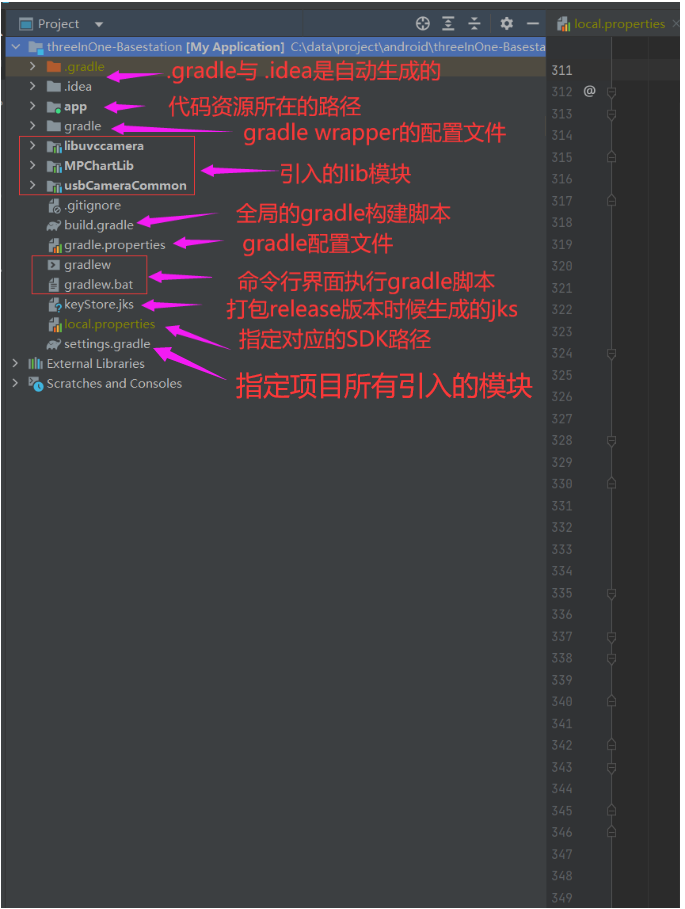 Project
local.properties
threeInOne-Basestation [My Application] C:\data\project\android\threeInOne-Basesta
.gradle
.gradle与 .idea是自动生成的
.idea
app
代码资源所在的路径
gradle
gradle wrapper的配置文件
libuvccamera
MPChartLib
引入的lib模块
usbCameraCommon
.gitignore
全局的gradle构建脚本
build.gradle
gradle.properties
gradle配置文件
gradlew
命令行界面执行gradle脚本
gradlew.bat
keyStore.jks
打包release版本时候生成的jks
local.properties
指定对应的SDK路径
settings.gradle
External Libraries
指定项目所有引入的模块
Scratches and Consoles
311
312 @
313
314
315
316
317
318
319
320
321
322
323
324
325
326
327
328
329
330
331
332
333
334
335
336
337
338
339
340
341
342
343
344
345
346
347
348
349